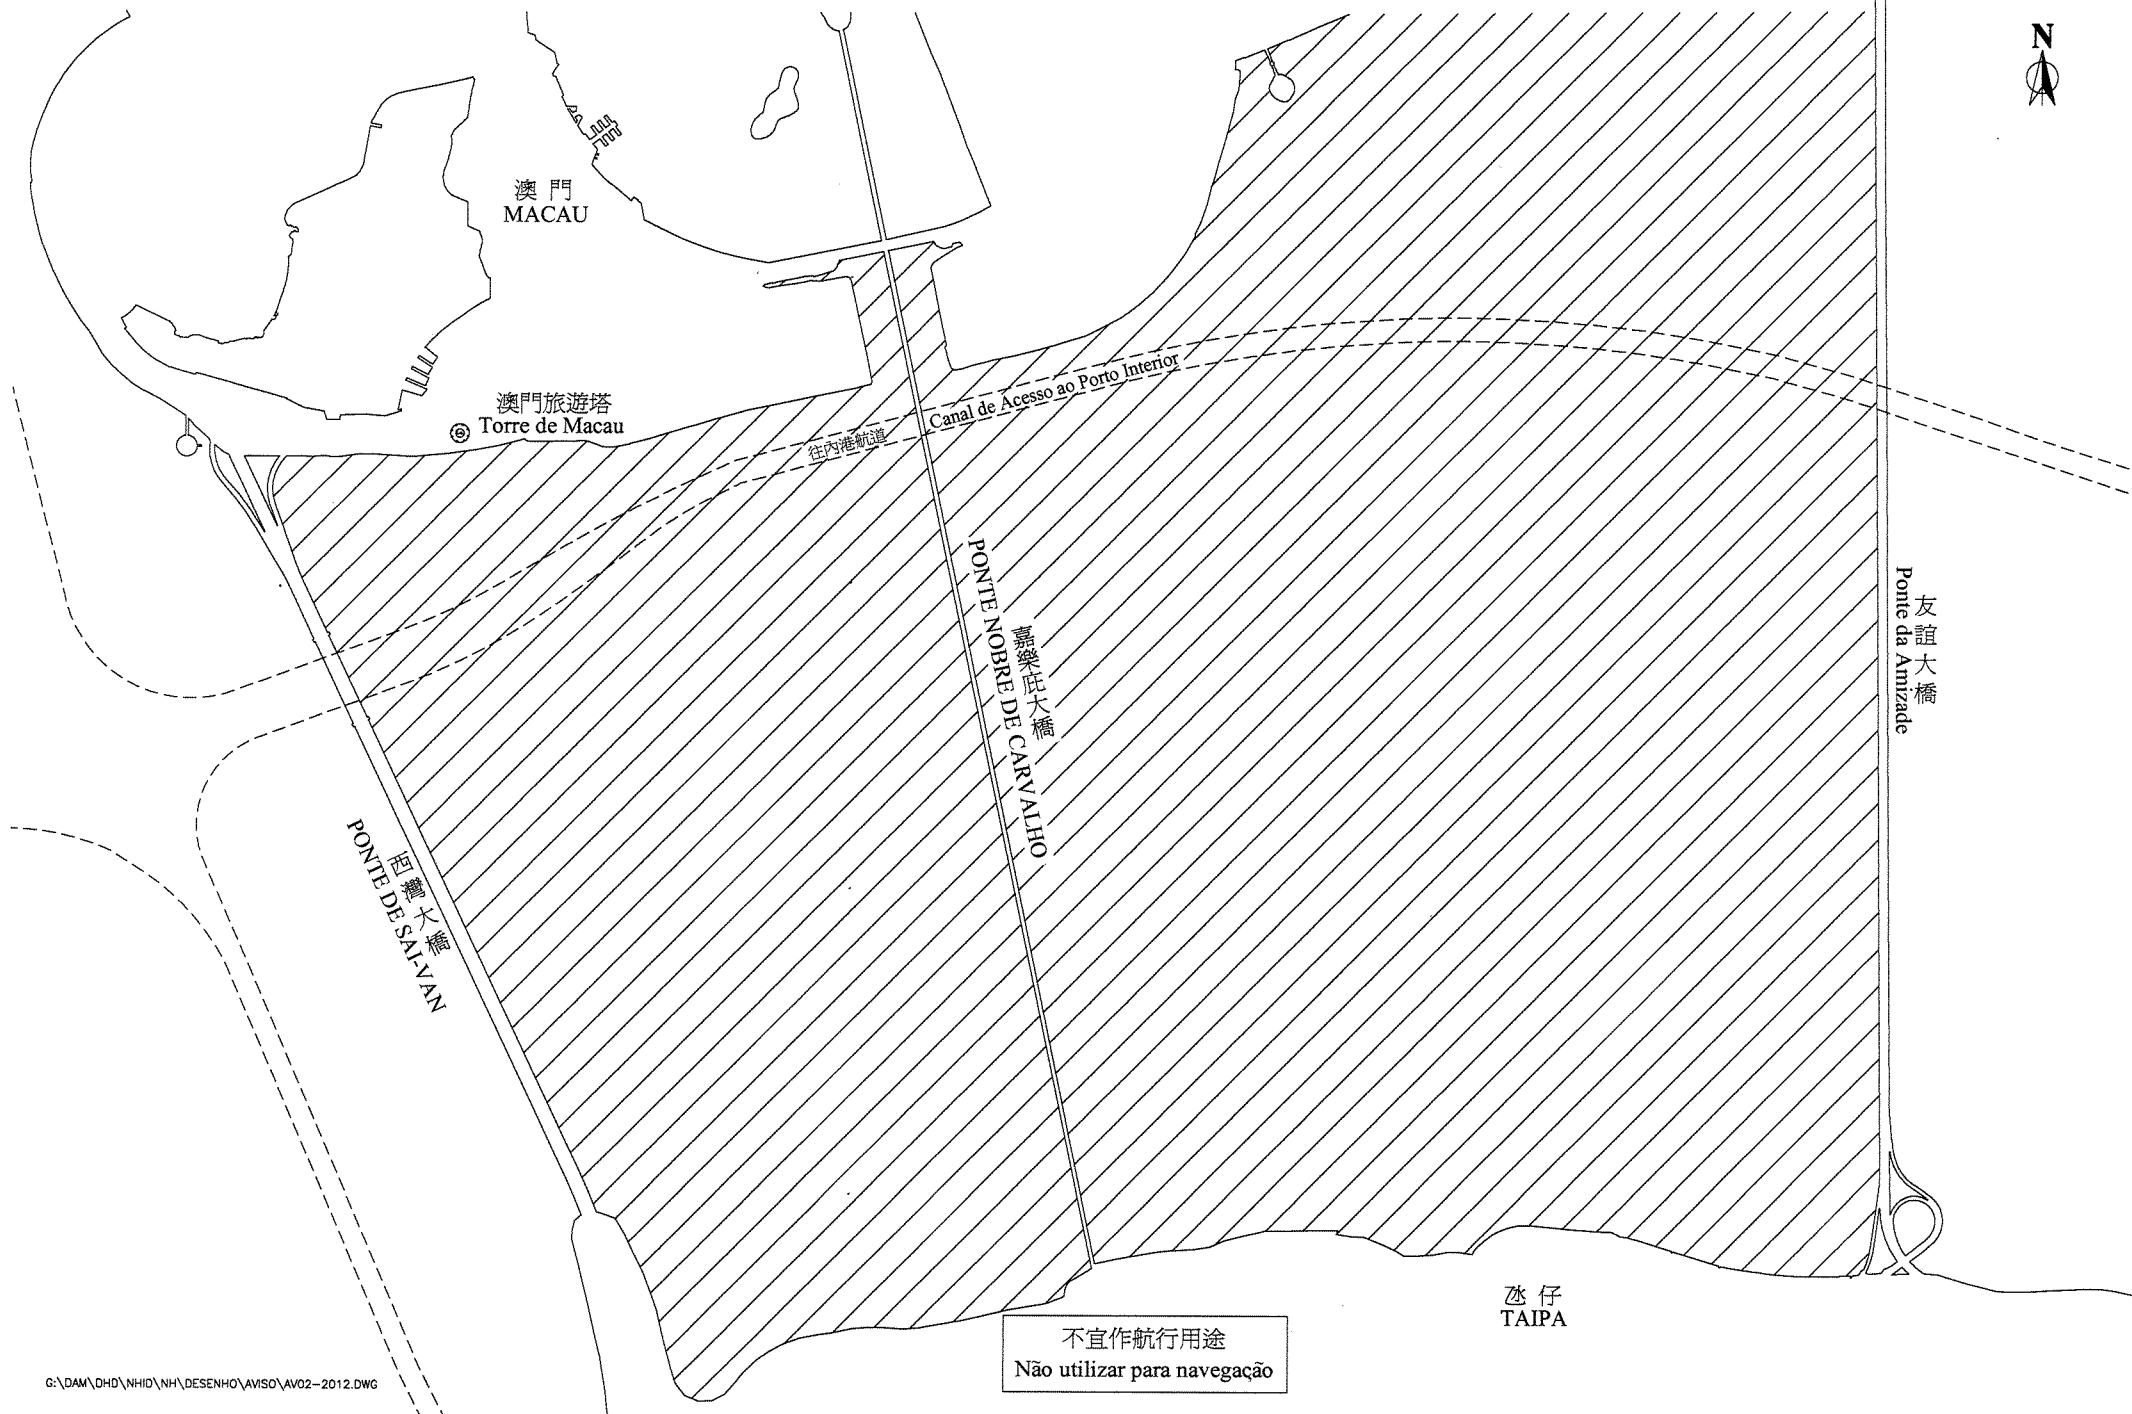 N
澳 門
MACAU
澳門旅遊塔
Torre de Macau
往內港航道
Canal de Acesso ao Porto Interior
嘉樂庇大橋
PONTE NOBRE DE CARVALHO
友誼大橋
Ponte da Amizade
西灣大橋
PONTE DE SAI-VAN
氹 仔
TAIPA
不宜作航行用途
Não utilizar para navegação
G:\DAM\DHD\NHID\NH\DESENHO\AVISO\AV02-2012.DWG